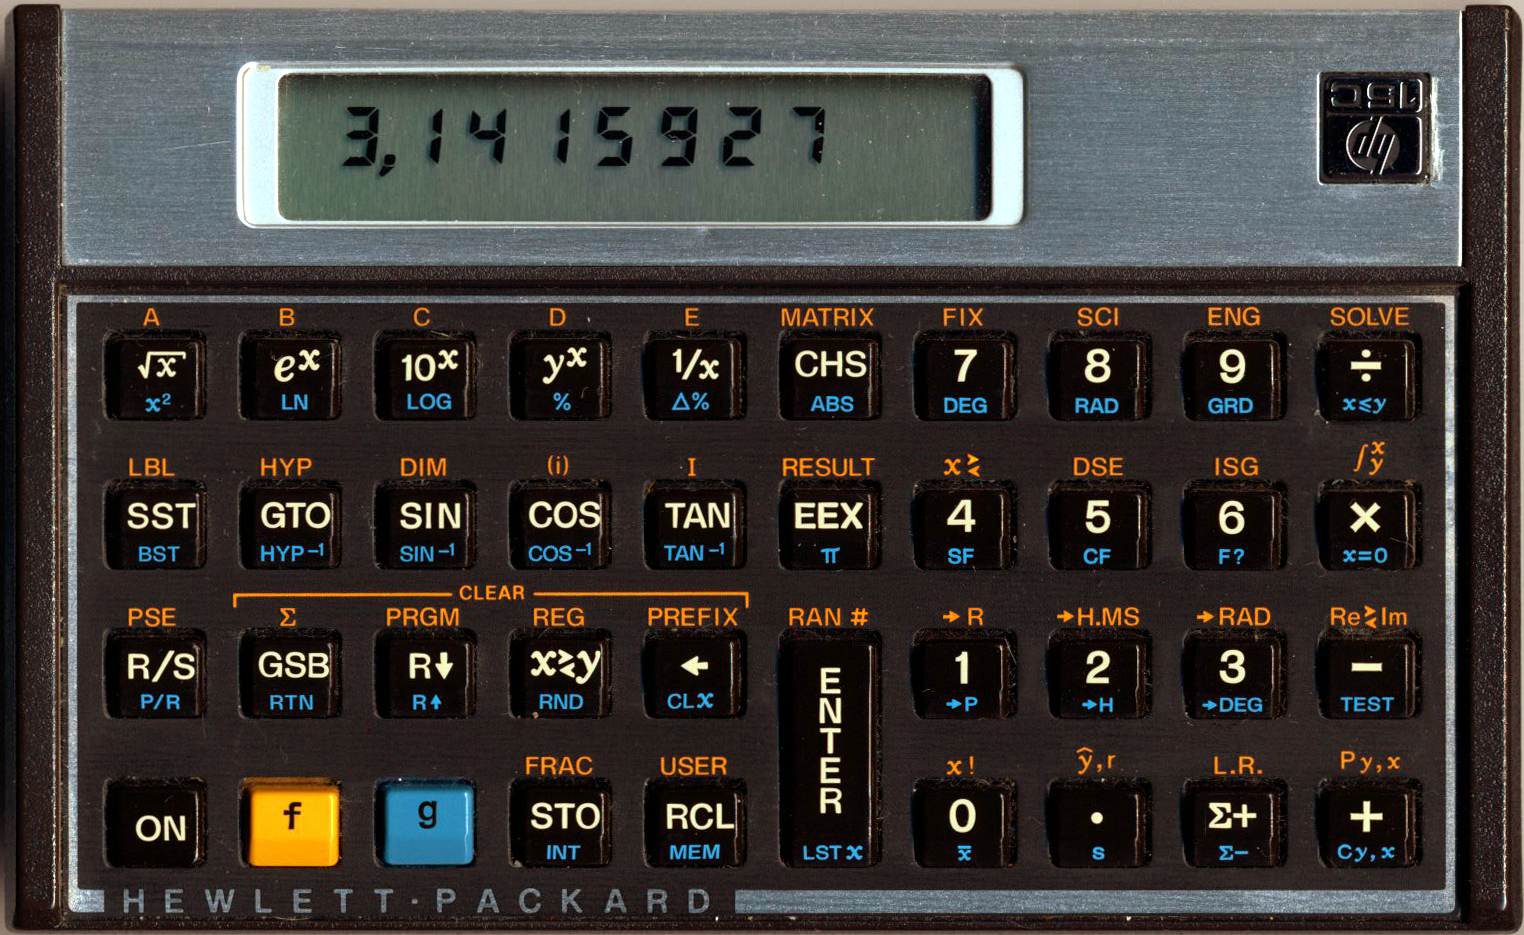 3,1415927
15C
hp
A B C D E MATRIX FIX SCI ENG SOLVE
√x eˣ 10ˣ yˣ 1/x CHS 7 8 9 ÷
x² LN LOG % Δ% ABS DEG RAD GRD x≤y
LBL HYP DIM (i) I RESULT x≷ DSE ISG ∫xy
SST GTO SIN COS TAN EEX 4 5 6 ×
BST HYP⁻¹ SIN⁻¹ COS⁻¹ TAN⁻¹ π SF CF F? x=0
CLEAR
PSE Σ PRGM REG PREFIX RAN # →R →H.MS →RAD Re≷Im
R/S GSB R↓ x≷y ← ENTER 1 2 3 −
P/R RTN R↑ RND CLx →P →H →DEG TEST
FRAC USER x! ŷ,r L.R. Py,x
ON f g STO RCL 0 · Σ+ +
INT MEM LSTx x̄ s Σ− Cy,x
HEWLETT·PACKARD